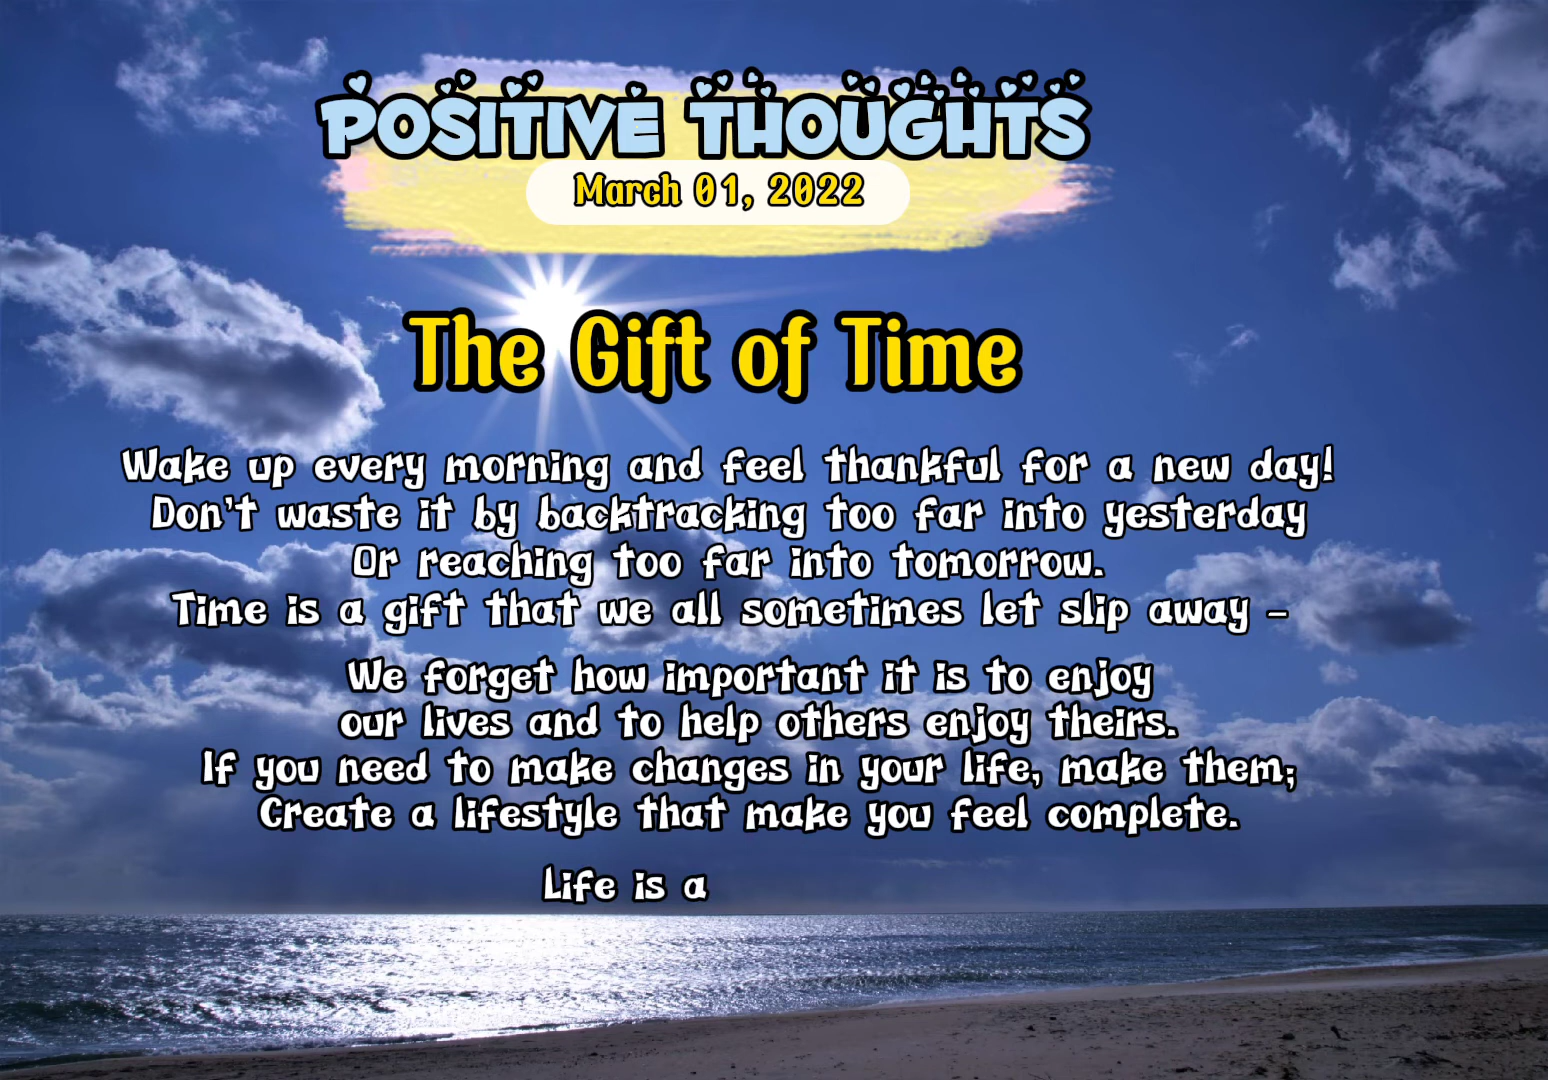 POSITIVE THOUGHTS
March 01, 2022
The Gift of Time
Wake up every morning and feel thankful for a new day!
Don't waste it by backtracking too far into yesterday
Or reaching too far into tomorrow.
Time is a gift that we all sometimes let slip away -
We forget how important it is to enjoy
our lives and to help others enjoy theirs.
If you need to make changes in your life, make them;
Create a lifestyle that make you feel complete.
Life is a